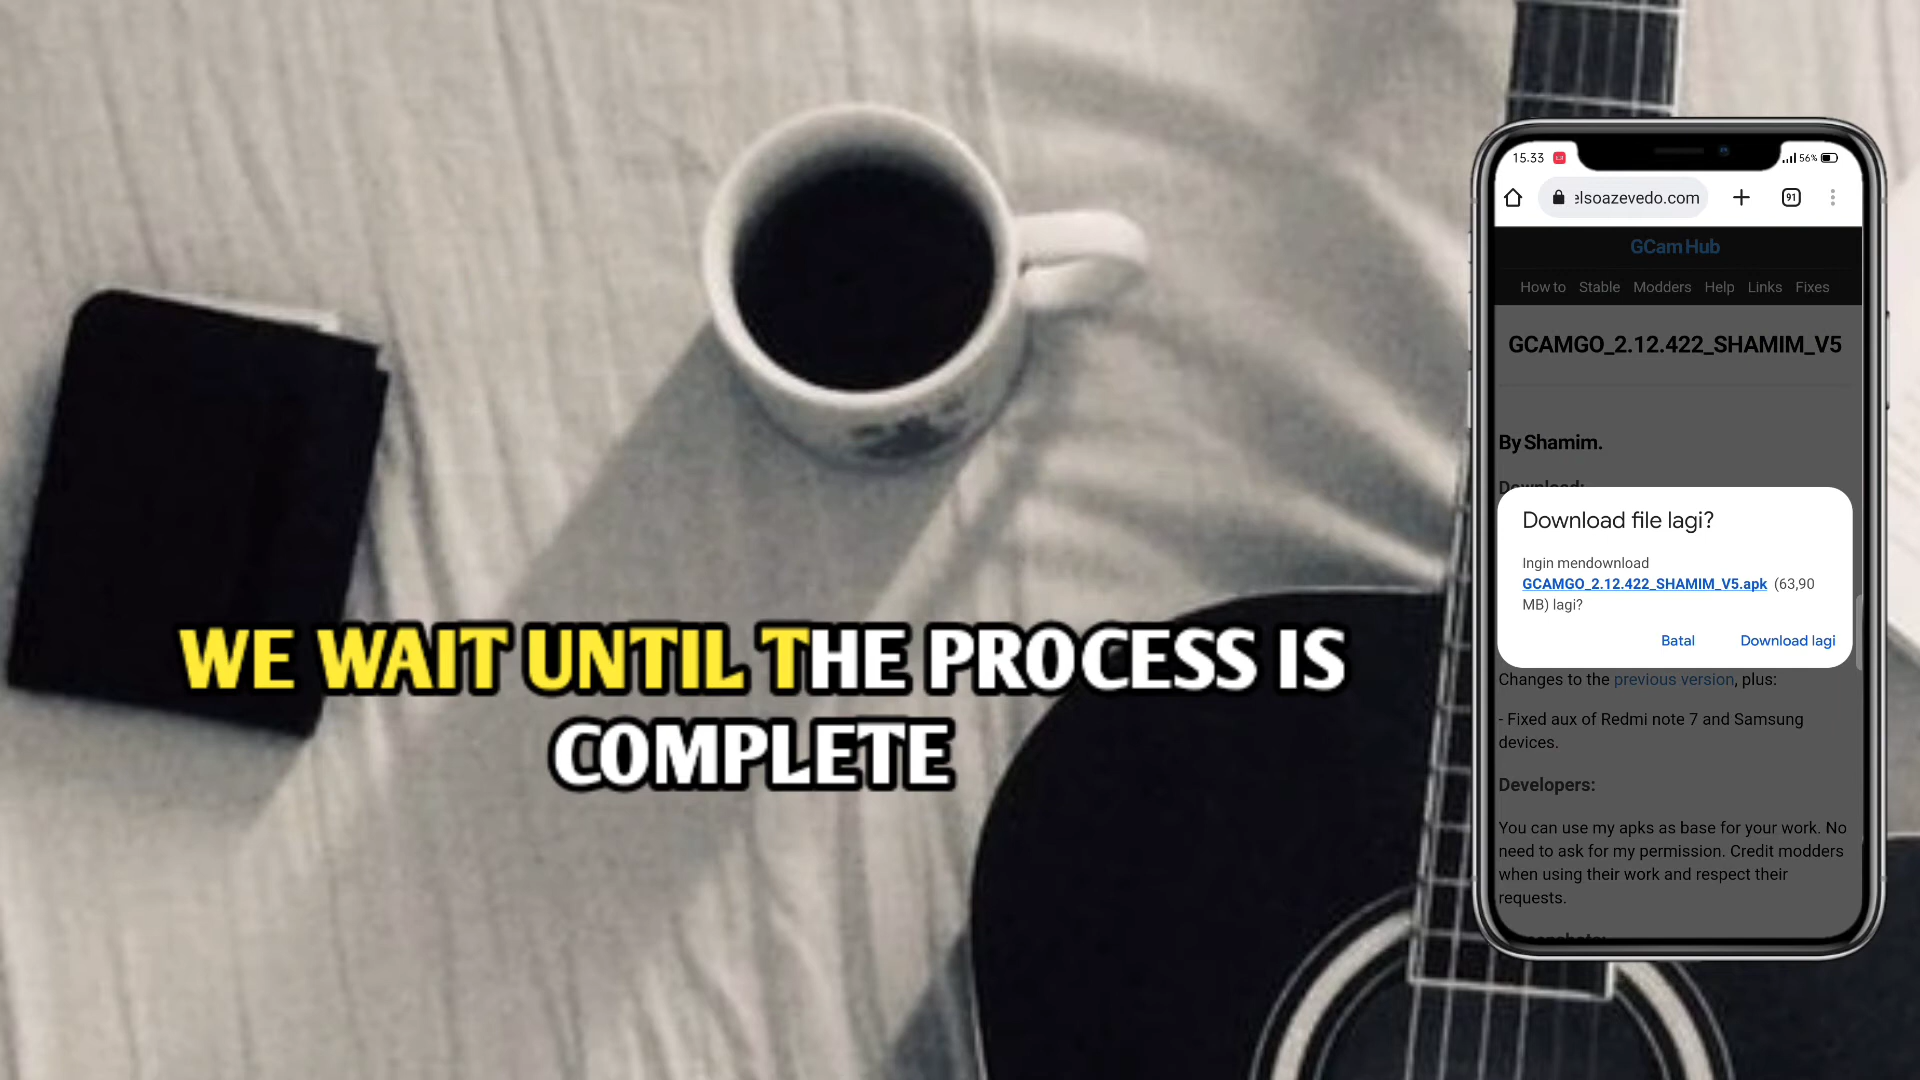 15.33
56%
elsoazevedo.com
91
GCam Hub
How to Stable Modders Help Links Fixes
GCAMGO_2.12.422_SHAMIM_V5
By Shamim.
Download:
Download file lagi?
Ingin mendownload
GCAMGO_2.12.422_SHAMIM_V5.apk (63,90
MB) lagi?
Batal Download lagi
Changes to the previous version, plus:
- Fixed aux of Redmi note 7 and Samsung
devices.
Developers:
You can use my apks as base for your work. No
need to ask for my permission. Credit modders
when using their work and respect their
requests.
WE WAIT UNTIL THE PROCESS IS
COMPLETE